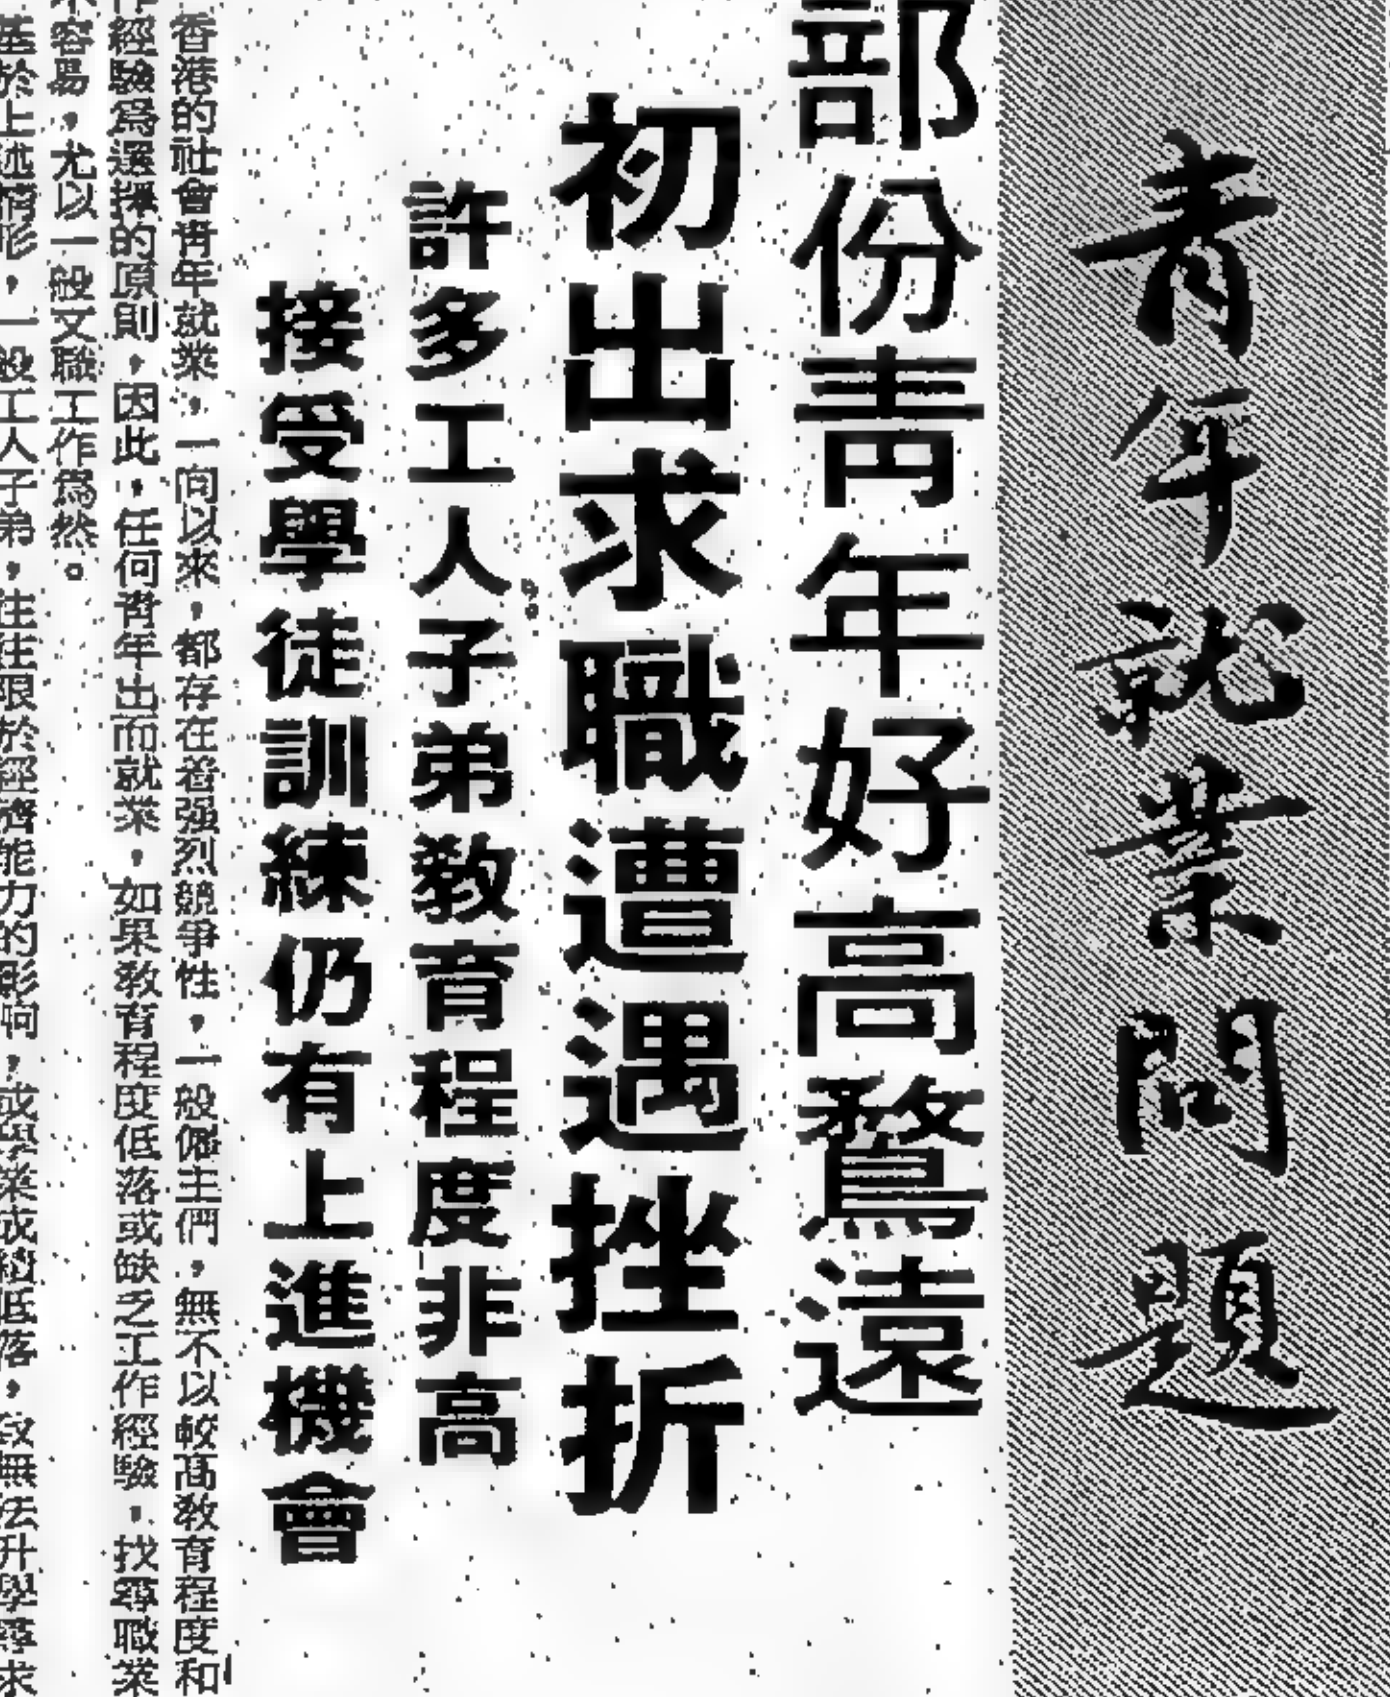 青年就業問題
部份青年好高鶩遠
初出求職遭遇挫折
許多工人子弟教育程度非高
接受學徒訓練仍有上進機會
香港的社會青年就業，一向以來，都存在着强烈競爭性，一般僱主們，無不以較高教育程度和
經驗爲選擇的原則，因此，任何青年出而就業，如果教育程度低落或缺乏工作經驗，找尋職業
容易，尤以一般文職工作爲然。
於上述情形，一般工人子弟，往往限於經濟能力的影响，或學業成績低落，致無法升學尋求